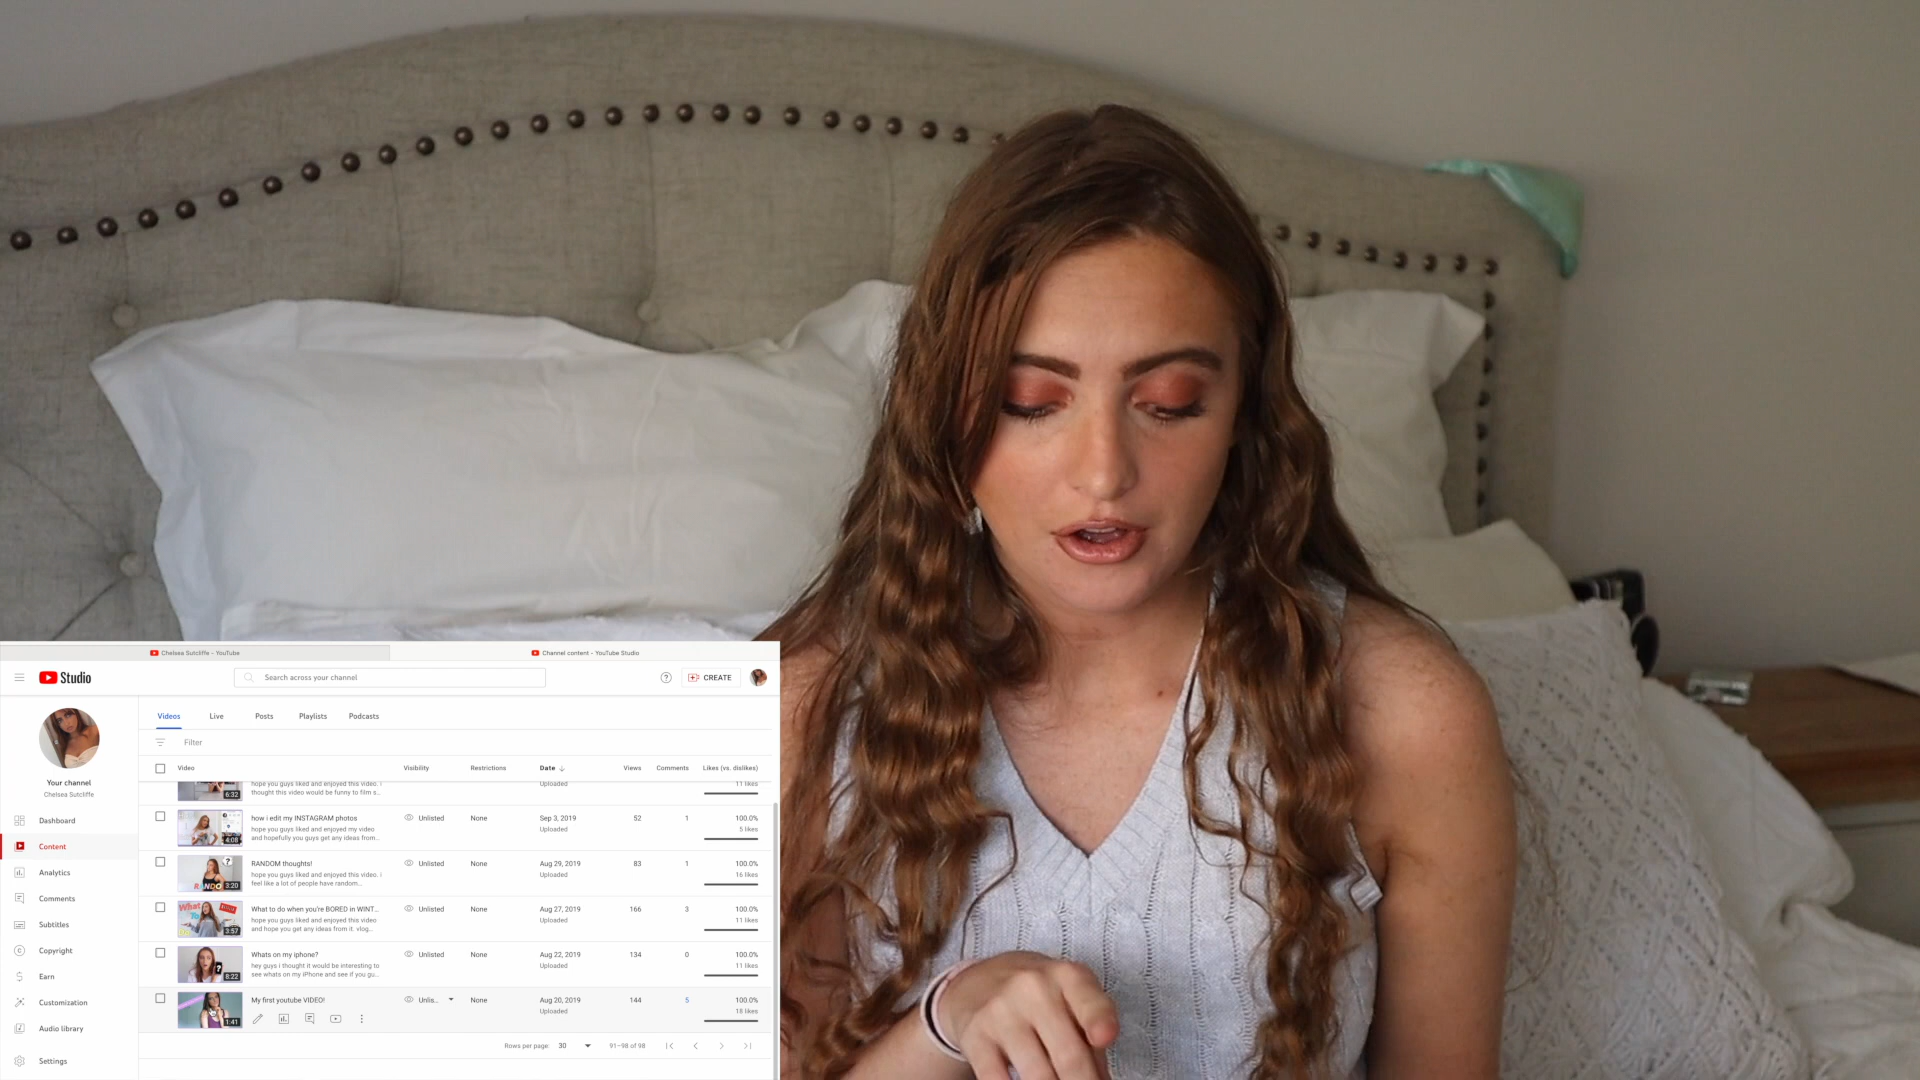 Chelsea Sutcliffe - YouTube
Channel content - YouTube Studio
Studio
Search across your channel
CREATE
Videos Live Posts Playlists Podcasts
Filter
Video Visibility Restrictions Date Views Comments Likes (vs. dislikes)
Your channel
Chelsea Sutcliffe
Dashboard
Content
Analytics
Comments
Subtitles
Copyright
Earn
Customization
Audio library
Settings
hope you guys liked and enjoyed this video. i Uploaded 11 likes
thought this video would be funny to film s...
6:32
how i edit my INSTAGRAM photos Unlisted None Sep 3, 2019 52 1 100.0%
hope you guys liked and enjoyed my video Uploaded 5 likes
and hopefully you guys get any ideas from...
4:08
RANDOM thoughts! Unlisted None Aug 29, 2019 83 1 100.0%
hope you guys liked and enjoyed this video. i Uploaded 16 likes
feel like a lot of people have random...
RANDO 3:20
What to do when you're BORED in WINT... Unlisted None Aug 27, 2019 166 3 100.0%
hope you guys liked and enjoyed this video Uploaded 11 likes
and hope you get any ideas from it. vlog...
What
To
3:57
Whats on my iphone? Unlisted None Aug 22, 2019 134 0 100.0%
hey guys i thought it would be interesting to Uploaded 11 likes
see whats on my iPhone and see if you gu...
? 8:22
My first youtube VIDEO! Unlis... None Aug 20, 2019 144 5 100.0%
Uploaded 18 likes
1:41
Rows per page: 30 91–98 of 98